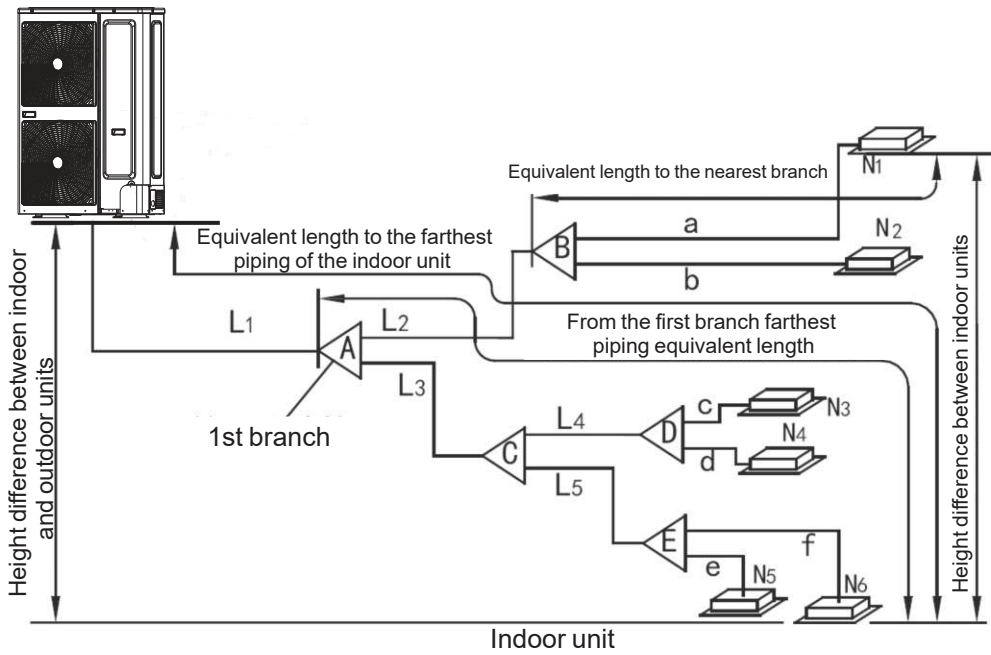 N1
Equivalent length to the nearest branch
a
N2
B
Equivalent length to the farthest
piping of the indoor unit
b
L1
L2
From the first branch farthest
piping equivalent length
A
L3
c
N3
1st branch
L4
D
N4
C
d
L5
E
f
e
N5
N6
Height difference between indoor
and outdoor units
Height difference between indoor units
Indoor unit